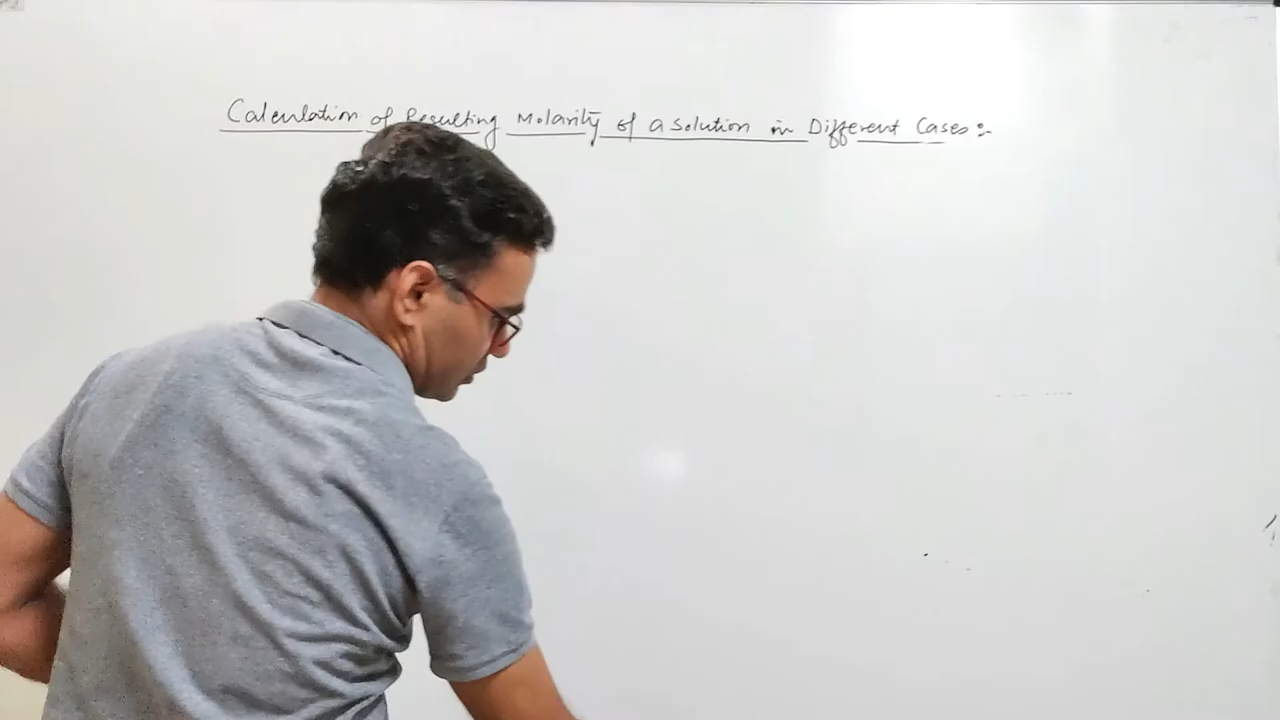 Calculation of Resulting Molarity of a Solution in Different Cases :-